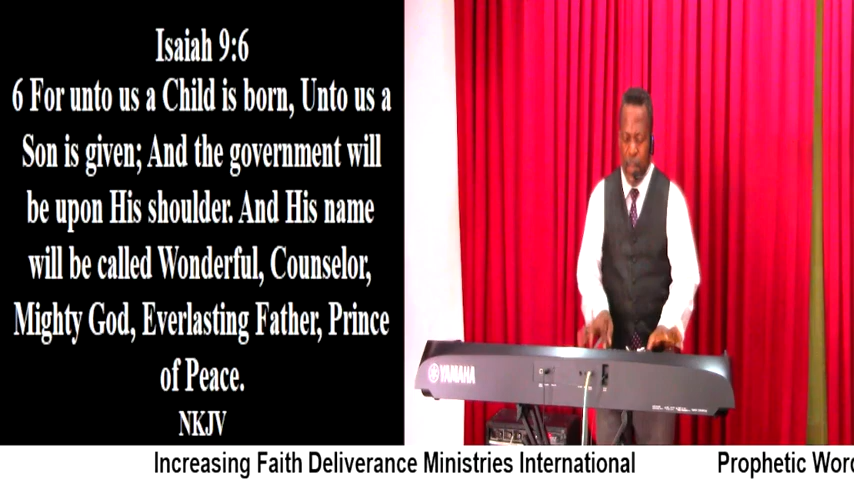 Isaiah 9:6
6 For unto us a Child is born, Unto us a
Son is given; And the government will
be upon His shoulder. And His name
will be called Wonderful, Counselor,
Mighty God, Everlasting Father, Prince
of Peace.
NKJV
YAMAHA
Increasing Faith Deliverance Ministries International Prophetic Word